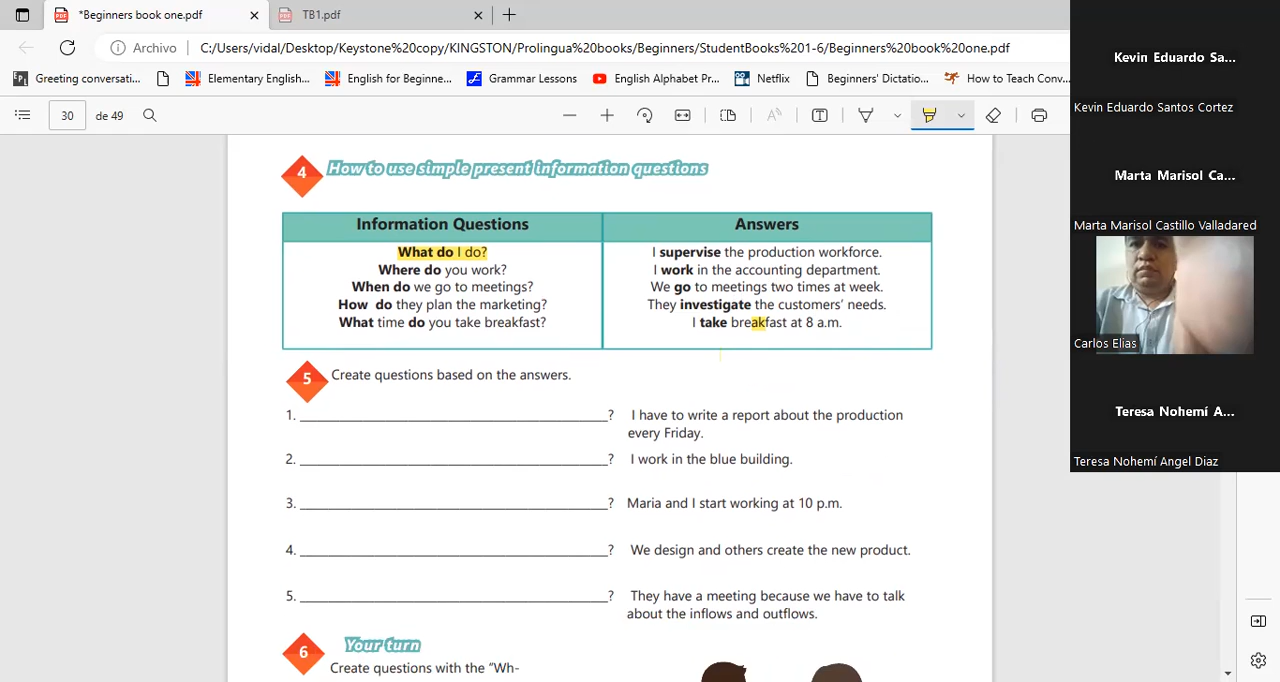 *Beginners book one.pdf
TB1.pdf
Archivo
C:/Users/vidal/Desktop/Keystone%20copy/KINGSTON/Prolingua%20books/Beginners/StudentBooks%201-6/Beginners%20book%20one.pdf
Greeting conversati...
Elementary English...
English for Beginne...
Grammar Lessons
English Alphabet Pr...
Netflix
Beginners' Dictatio...
How to Teach Conv...
30
de 49
4 How to use simple present information questions
Information Questions
What do I do?
Where do you work?
When do we go to meetings?
How do they plan the marketing?
What time do you take breakfast?
Answers
I supervise the production workforce.
I work in the accounting department.
We go to meetings two times at week.
They investigate the customers' needs.
I take breakfast at 8 a.m.
5 Create questions based on the answers.
1. ________________________________________? I have to write a report about the production
every Friday.
2. ________________________________________? I work in the blue building.
3. ________________________________________? Maria and I start working at 10 p.m.
4. ________________________________________? We design and others create the new product.
5. ________________________________________? They have a meeting because we have to talk
about the inflows and outflows.
6 Your turn
Create questions with the "Wh-
Kevin Eduardo Sa...
Kevin Eduardo Santos Cortez
Marta Marisol Ca...
Marta Marisol Castillo Valladared
Carlos Elias
Teresa Nohemí A...
Teresa Nohemí Angel Diaz